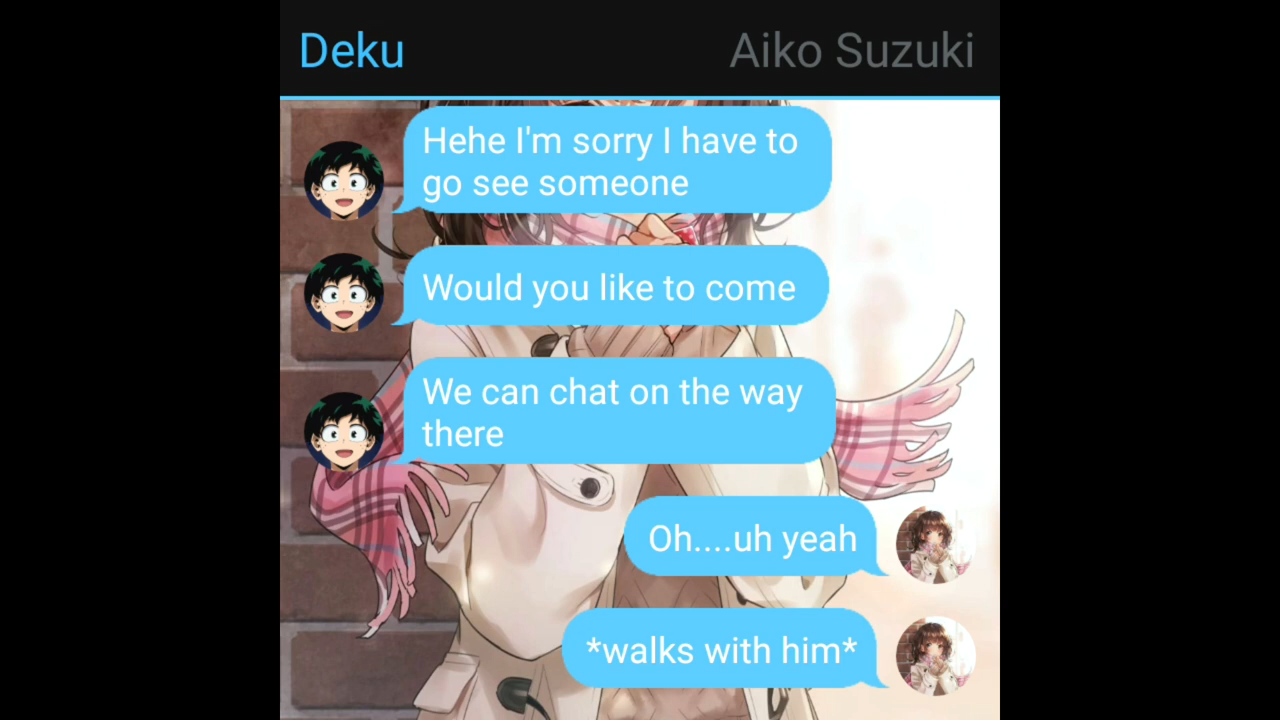 Deku
Aiko Suzuki
Hehe I'm sorry I have to
go see someone
Would you like to come
We can chat on the way
there
Oh....uh yeah
*walks with him*